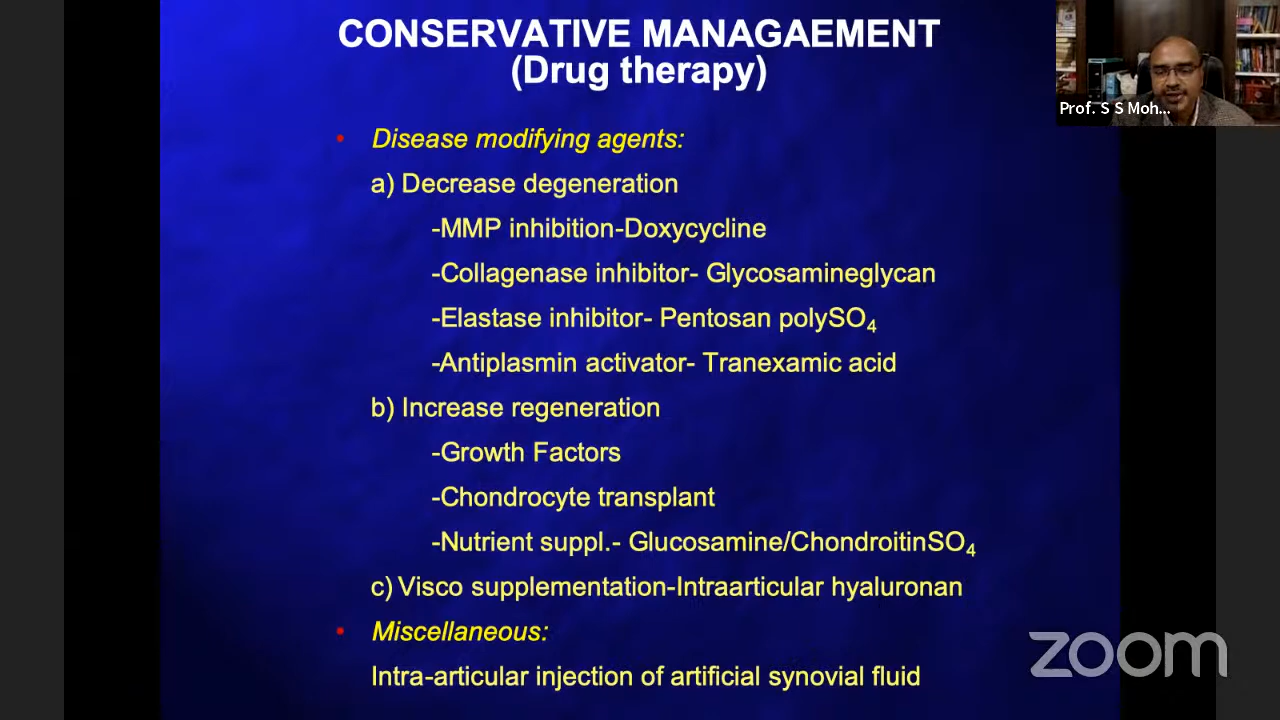 CONSERVATIVE MANAGAEMENT
(Drug therapy)
Prof. S S Moh...
• Disease modifying agents:
a) Decrease degeneration
-MMP inhibition-Doxycycline
-Collagenase inhibitor- Glycosamineglycan
-Elastase inhibitor- Pentosan polySO₄
-Antiplasmin activator- Tranexamic acid
b) Increase regeneration
-Growth Factors
-Chondrocyte transplant
-Nutrient suppl.- Glucosamine/ChondroitinSO₄
c) Visco supplementation-Intraarticular hyaluronan
• Miscellaneous:
Intra-articular injection of artificial synovial fluid
zoom